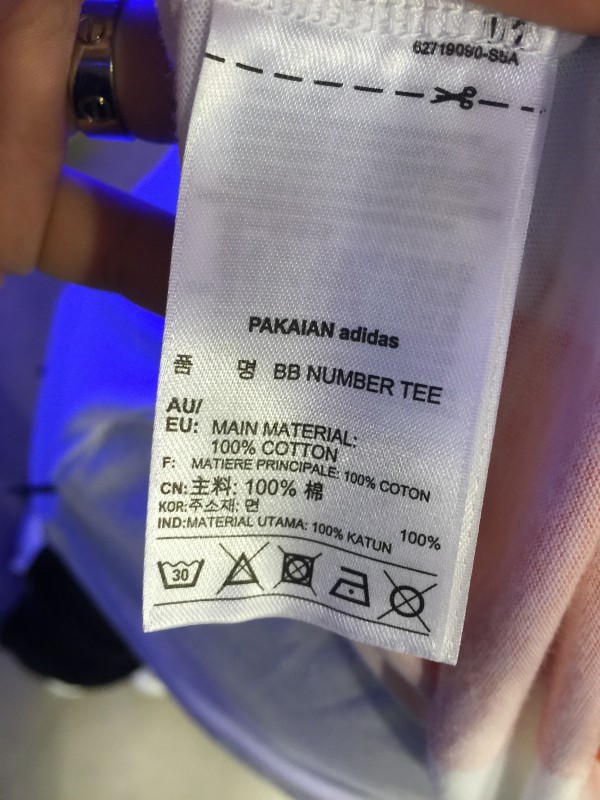 62719090-S5A
PAKAIAN adidas
품 명 BB NUMBER TEE
AU/
EU: MAIN MATERIAL:
100% COTTON
F: MATIERE PRINCIPALE: 100% COTON
CN: 主料: 100% 棉
KOR: 주소재: 면 100%
IND: MATERIAL UTAMA: 100% KATUN
30